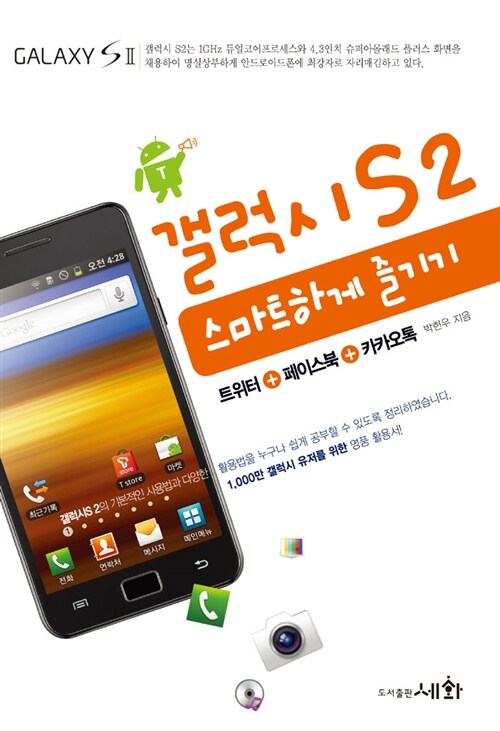 GALAXY S II
갤럭시 S2는 1GHz 듀얼코어프로세스와 4.3인치 슈퍼아몰래드 플러스 화면을
채용하여 명실상부하게 안드로이드폰에 최강자로 자리매김하고 있다.
T
갤럭시 S2
스마트하게 즐기기
트위터 + 페이스북 + 카카오톡 박현우 지음
활용법을 누구나 쉽게 공부할 수 있도록 정리하였습니다.
1,000만 갤럭시 유저를 위한 명품 활용서!
오전 4:28
Google
최근기록
T store
마켓
갤럭시S 2의 기본적인 사용법과 다양한
1
전화
연락처
메시지
메인메뉴
도서출판 세화